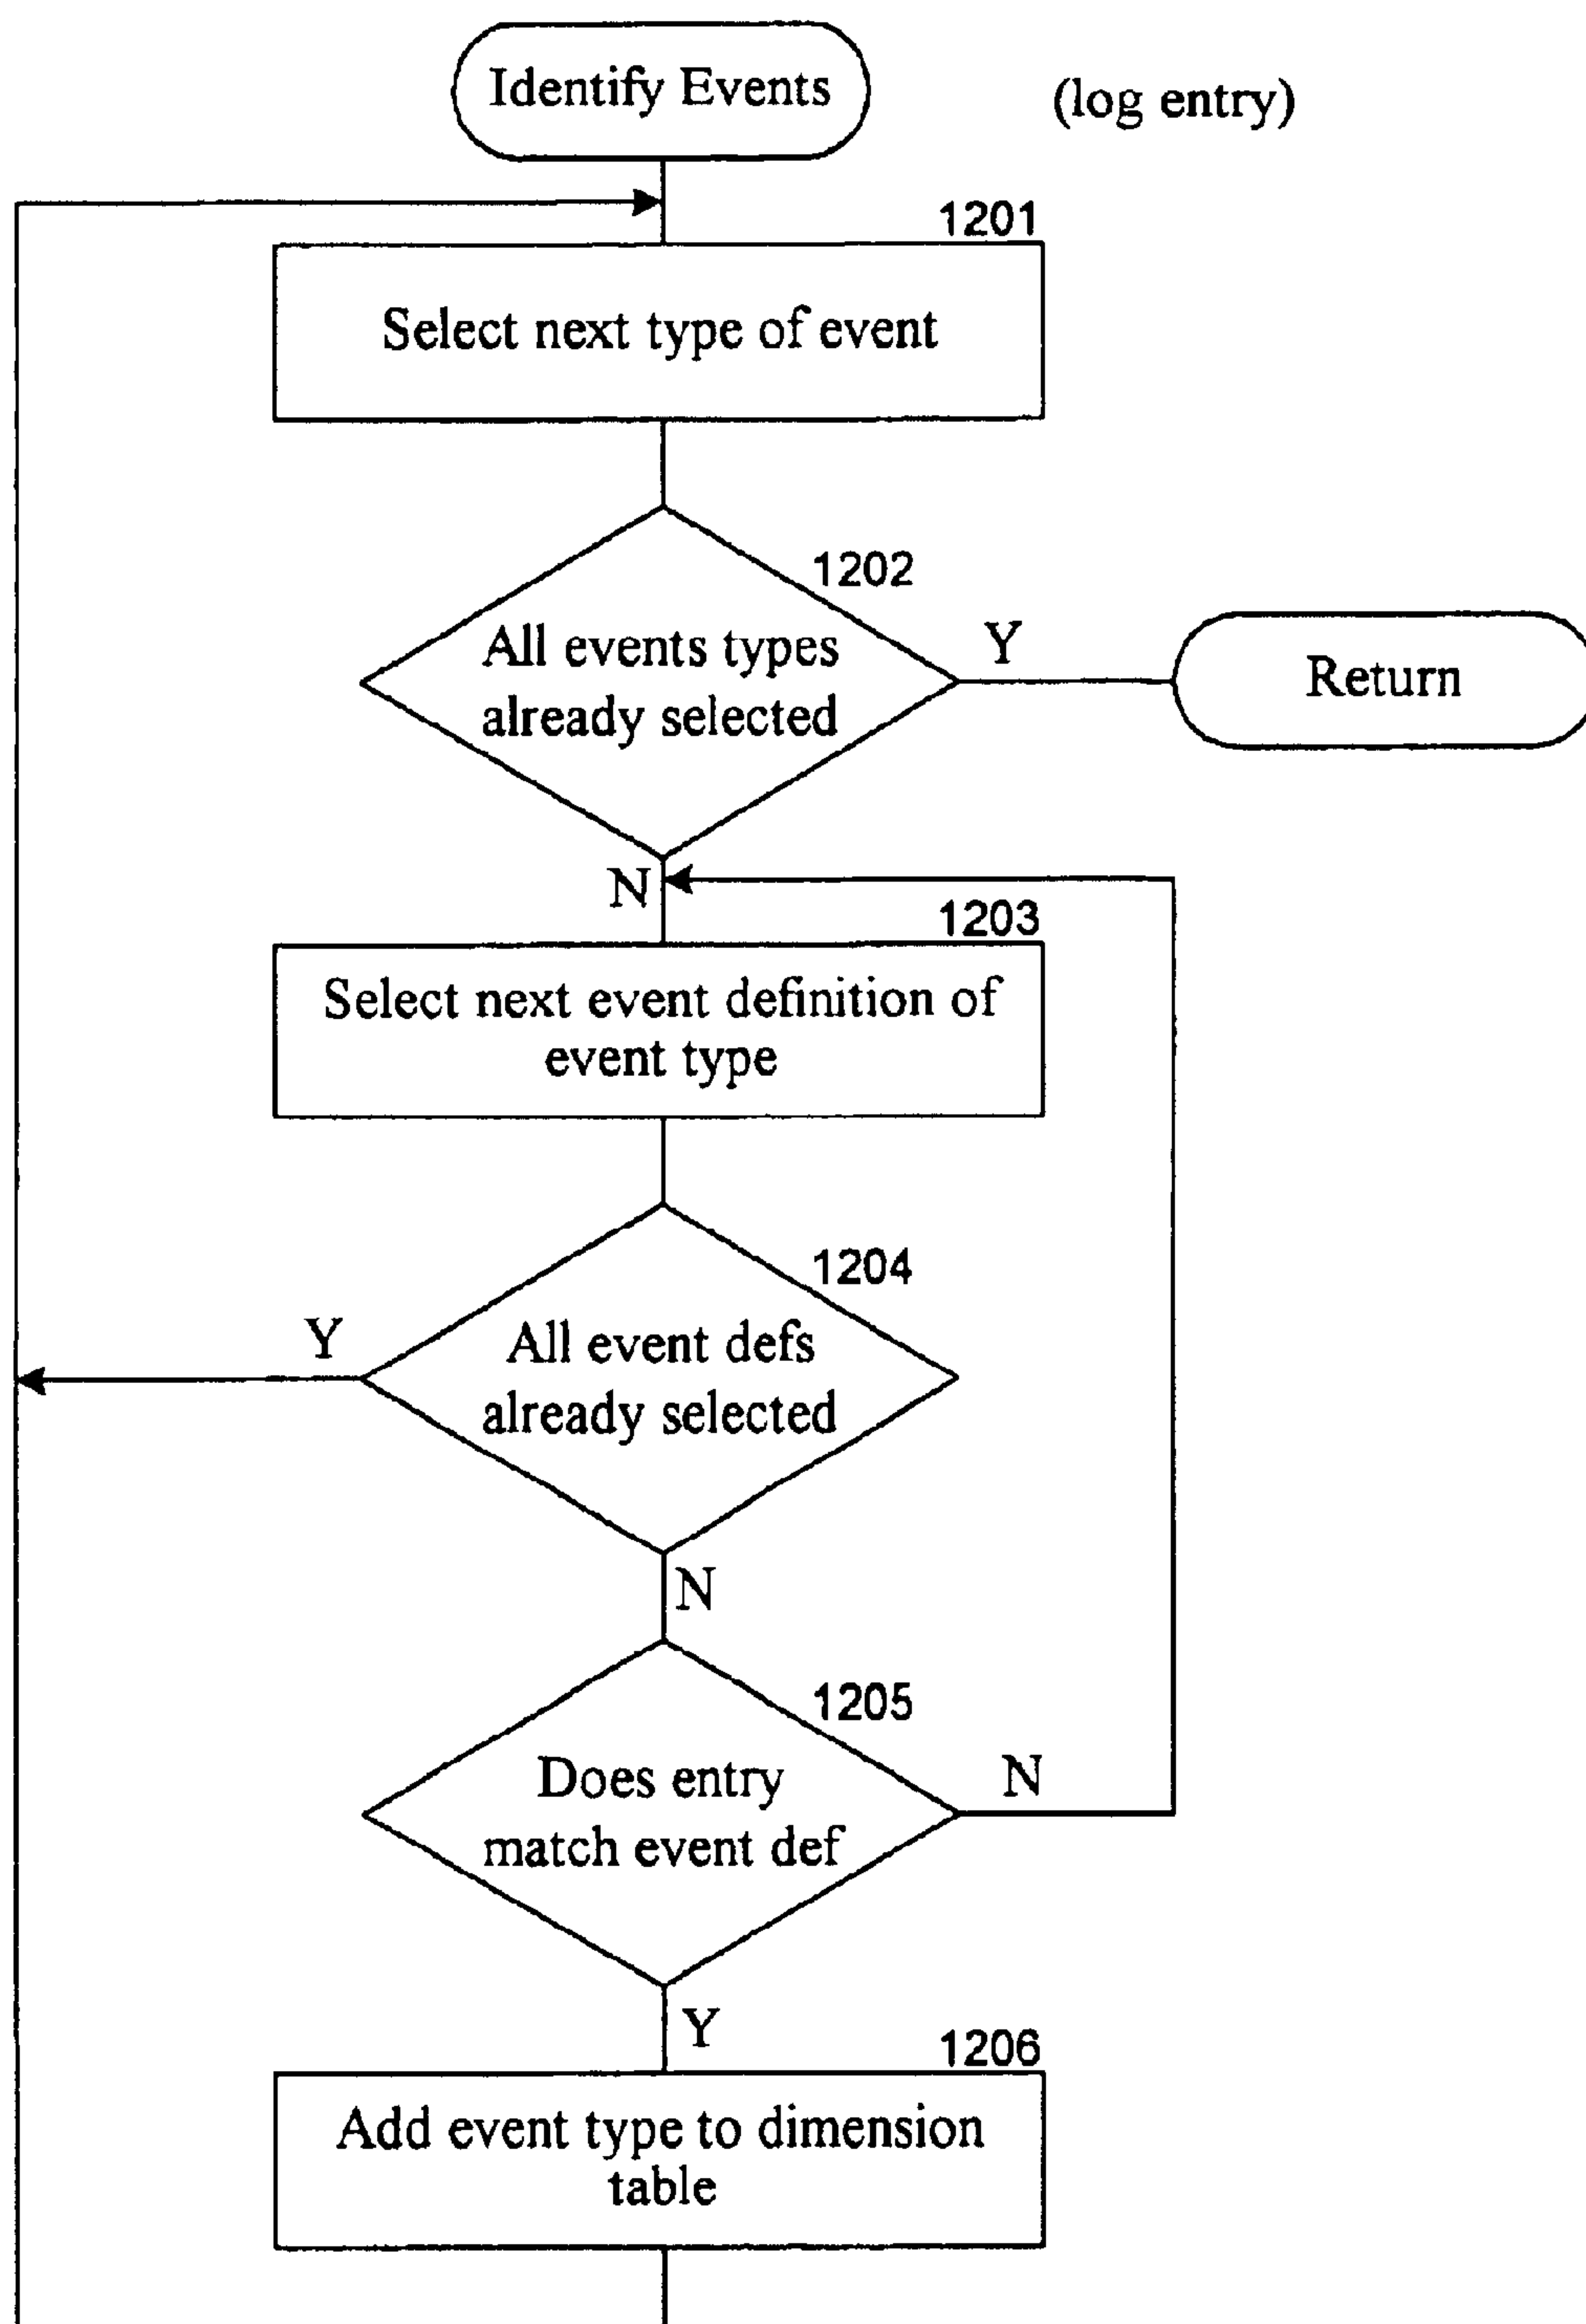 Identify Events
(log entry)
1201
Select next type of event
1202
All events types
already selected
Y
Return
N
1203
Select next event definition of
event type
1204
All event defs
already selected
Y
N
1205
Does entry
match event def
N
Y
1206
Add event type to dimension
table